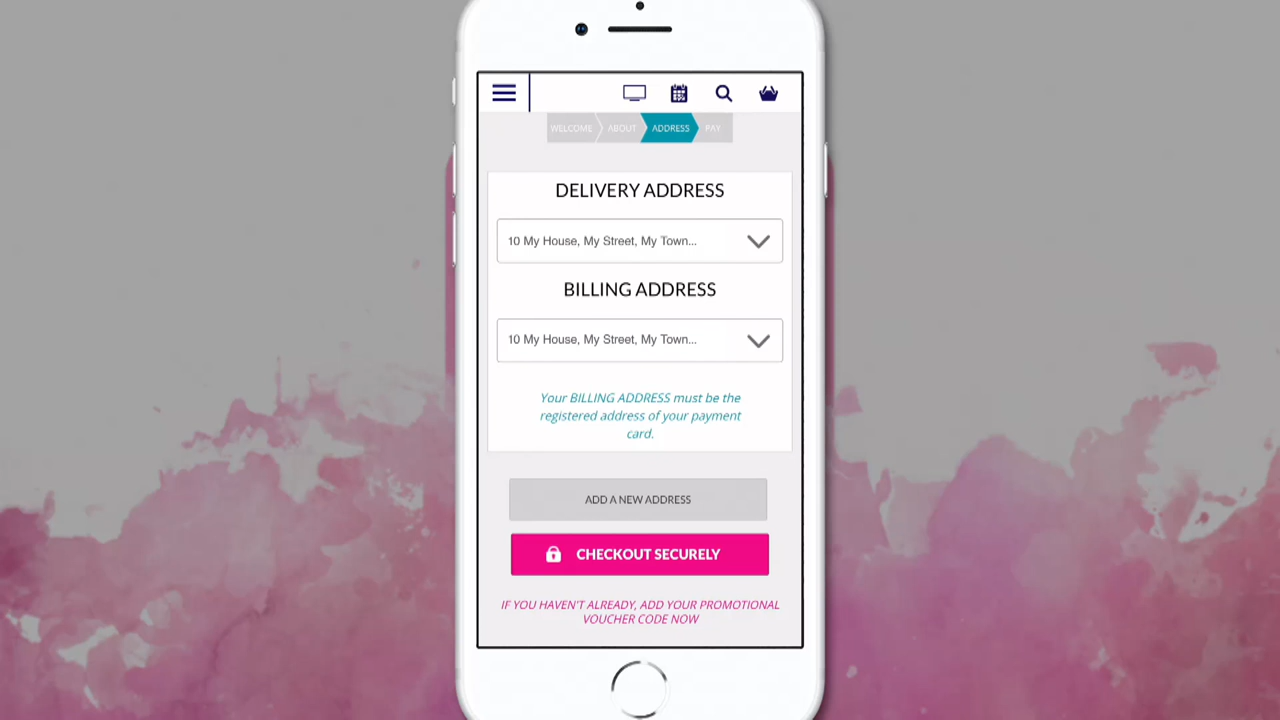 WELCOME ABOUT ADDRESS PAY
DELIVERY ADDRESS
10 My House, My Street, My Town...
BILLING ADDRESS
10 My House, My Street, My Town...
Your BILLING ADDRESS must be the
registered address of your payment
card.
ADD A NEW ADDRESS
CHECKOUT SECURELY
IF YOU HAVEN'T ALREADY, ADD YOUR PROMOTIONAL
VOUCHER CODE NOW